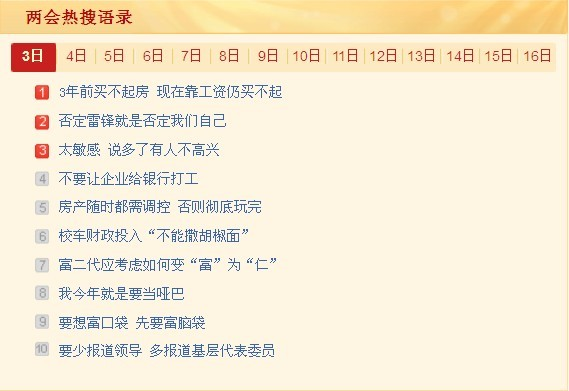 两会热搜语录
3日 4日 5日 6日 7日 8日 9日 10日 11日 12日 13日 14日 15日 16日
1 3年前买不起房 现在靠工资仍买不起
2 否定雷锋就是否定我们自己
3 太敏感 说多了有人不高兴
4 不要让企业给银行打工
5 房产随时都需调控 否则彻底玩完
6 校车财政投入“不能撒胡椒面”
7 富二代应考虑如何变“富”为“仁”
8 我今年就是要当哑巴
9 要想富口袋 先要富脑袋
10 要少报道领导 多报道基层代表委员